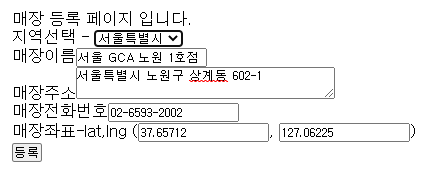 매장 등록 페이지 입니다.
지역선택 - 서울특별시
매장이름 서울 GCA 노원 1호점
매장주소 서울특별시 노원구 상계동 602-1
매장전화번호 02-6593-2002
매장좌표-lat,lng (37.65712, 127.06225)
등록